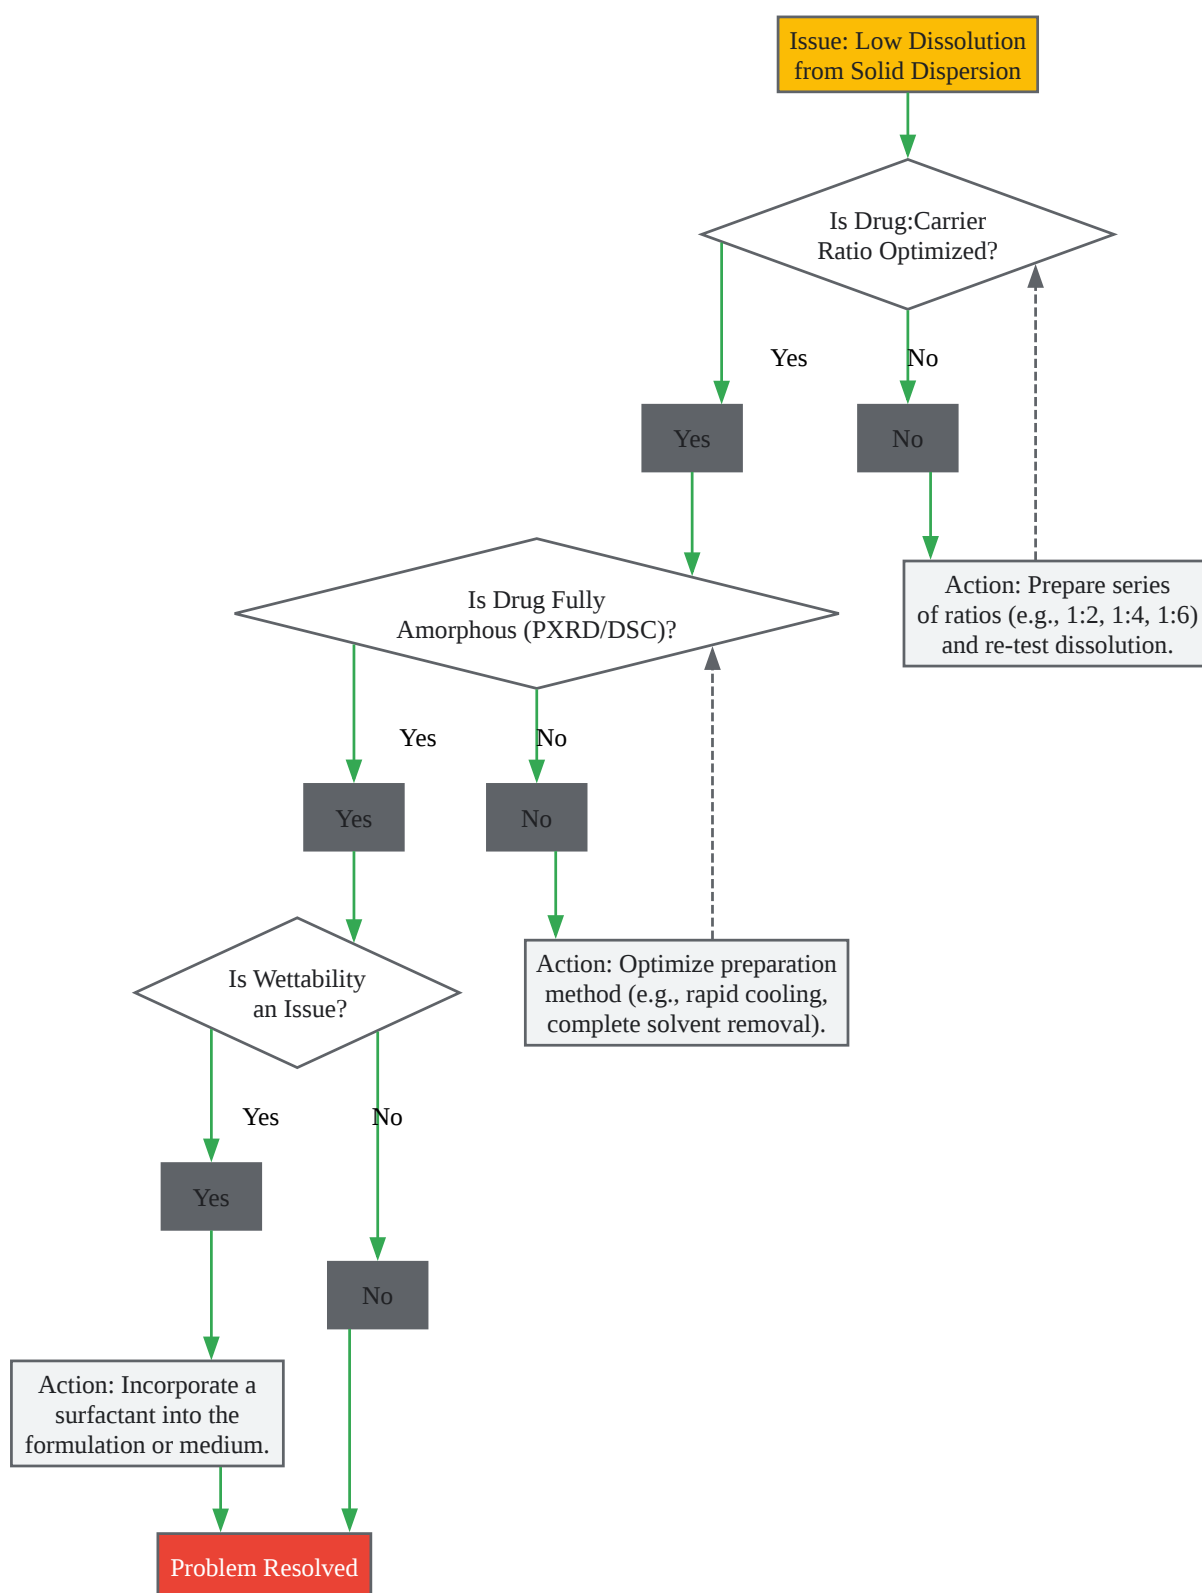 Issue: Low Dissolution
from Solid Dispersion
Is Drug:Carrier
Ratio Optimized?
Yes
No
Yes
No
Action: Prepare series
of ratios (e.g., 1:2, 1:4, 1:6)
and re-test dissolution.
Is Drug Fully
Amorphous (PXRD/DSC)?
Yes
No
Yes
No
Action: Optimize preparation
method (e.g., rapid cooling,
complete solvent removal).
Is Wettability
an Issue?
Yes
No
Yes
No
Action: Incorporate a
surfactant into the
formulation or medium.
Problem Resolved